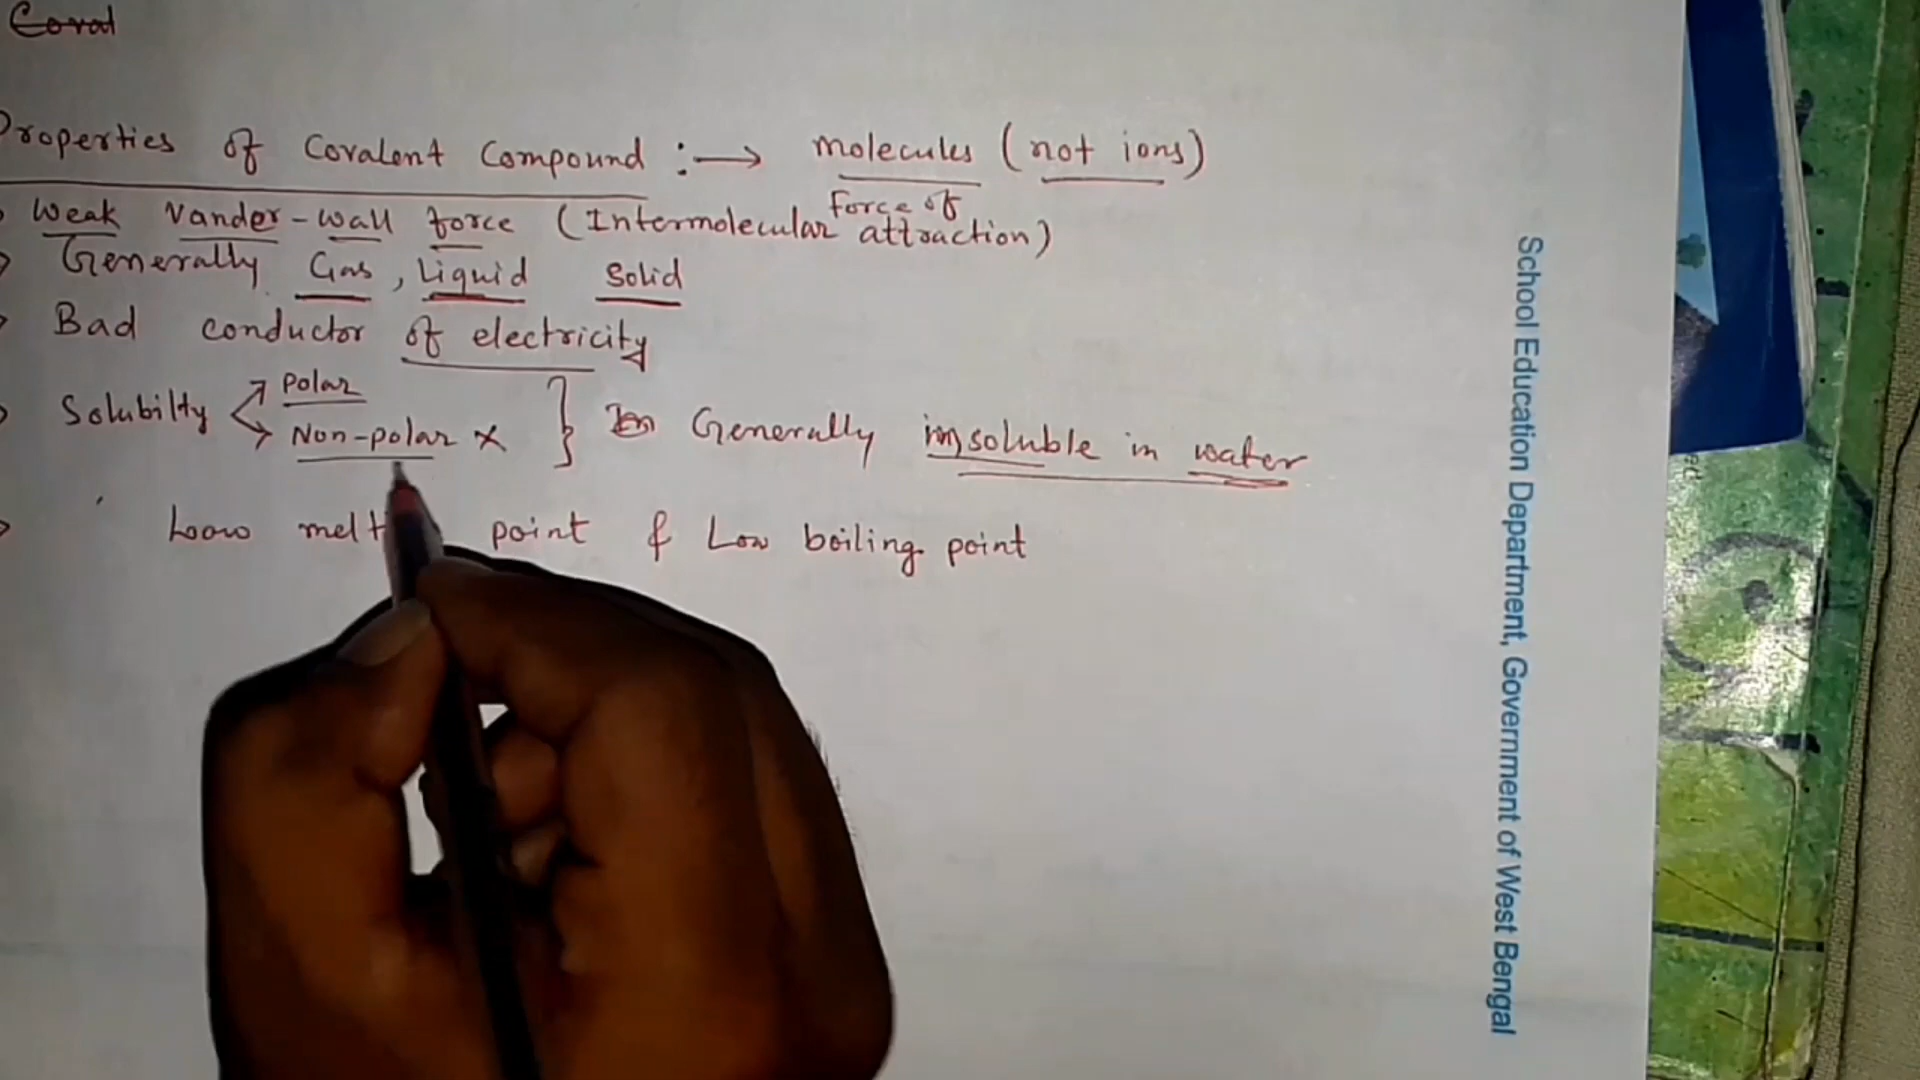 Coval
Properties of Covalent Compound :→ molecules (not ions)
Weak Vander-wall force (Intermolecular force of attraction)
Generally Gas, Liquid Solid
Bad conductor of electricity
Solubilty Polar
Non-polar × } Generally insoluble in water
Low melt point & Low boiling point
School Education Department, Government of West Bengal